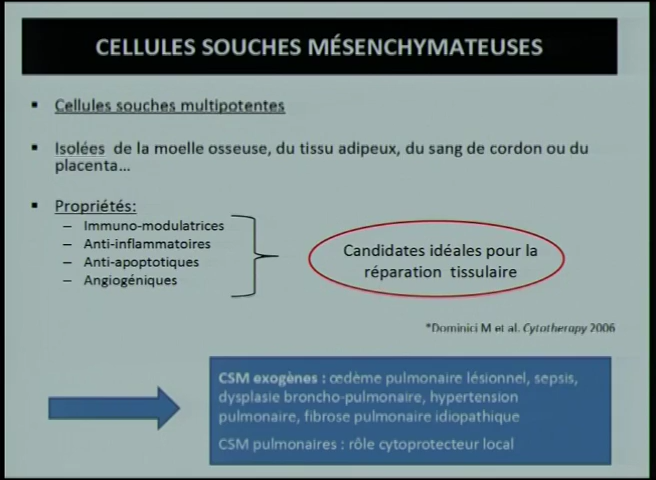 CELLULES SOUCHES MÉSENCHYMATEUSES
▪ Cellules souches multipotentes
▪ Isolées de la moelle osseuse, du tissu adipeux, du sang de cordon ou du
placenta...
▪ Propriétés:
– Immuno-modulatrices
– Anti-inflammatoires
– Anti-apoptotiques
– Angiogéniques
Candidates idéales pour la
réparation tissulaire
*Dominici M et al. Cytotherapy 2006
CSM exogènes : œdème pulmonaire lésionnel, sepsis,
dysplasie broncho-pulmonaire, hypertension
pulmonaire, fibrose pulmonaire idiopathique
CSM pulmonaires : rôle cytoprotecteur local